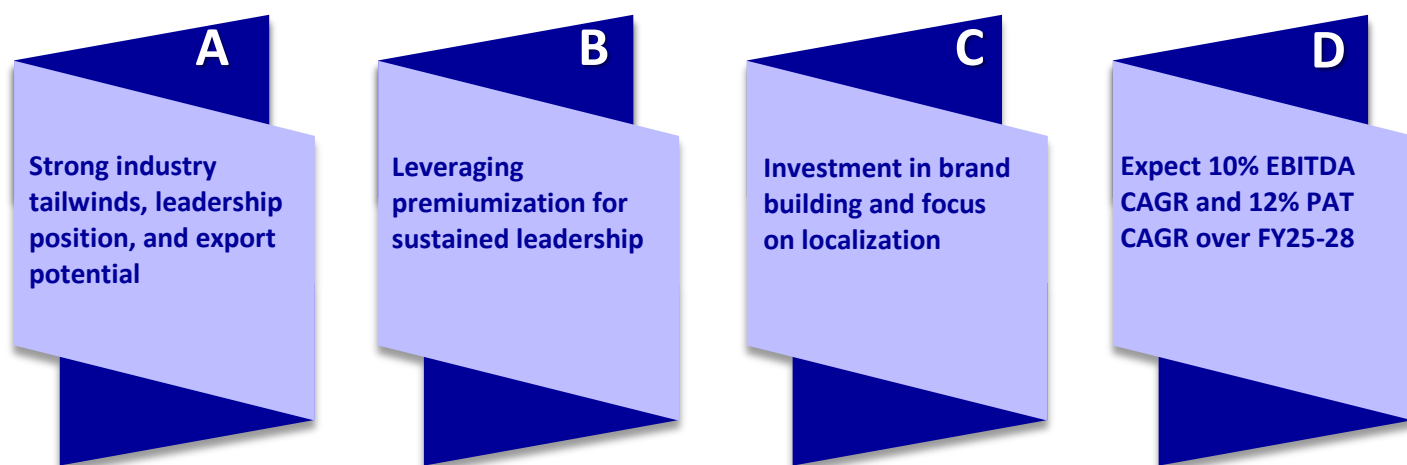 A
Strong industry
tailwinds, leadership
position, and export
potential
B
Leveraging
premiumization for
sustained leadership
C
Investment in brand
building and focus
on localization
D
Expect 10% EBITDA
CAGR and 12% PAT
CAGR over FY25-28